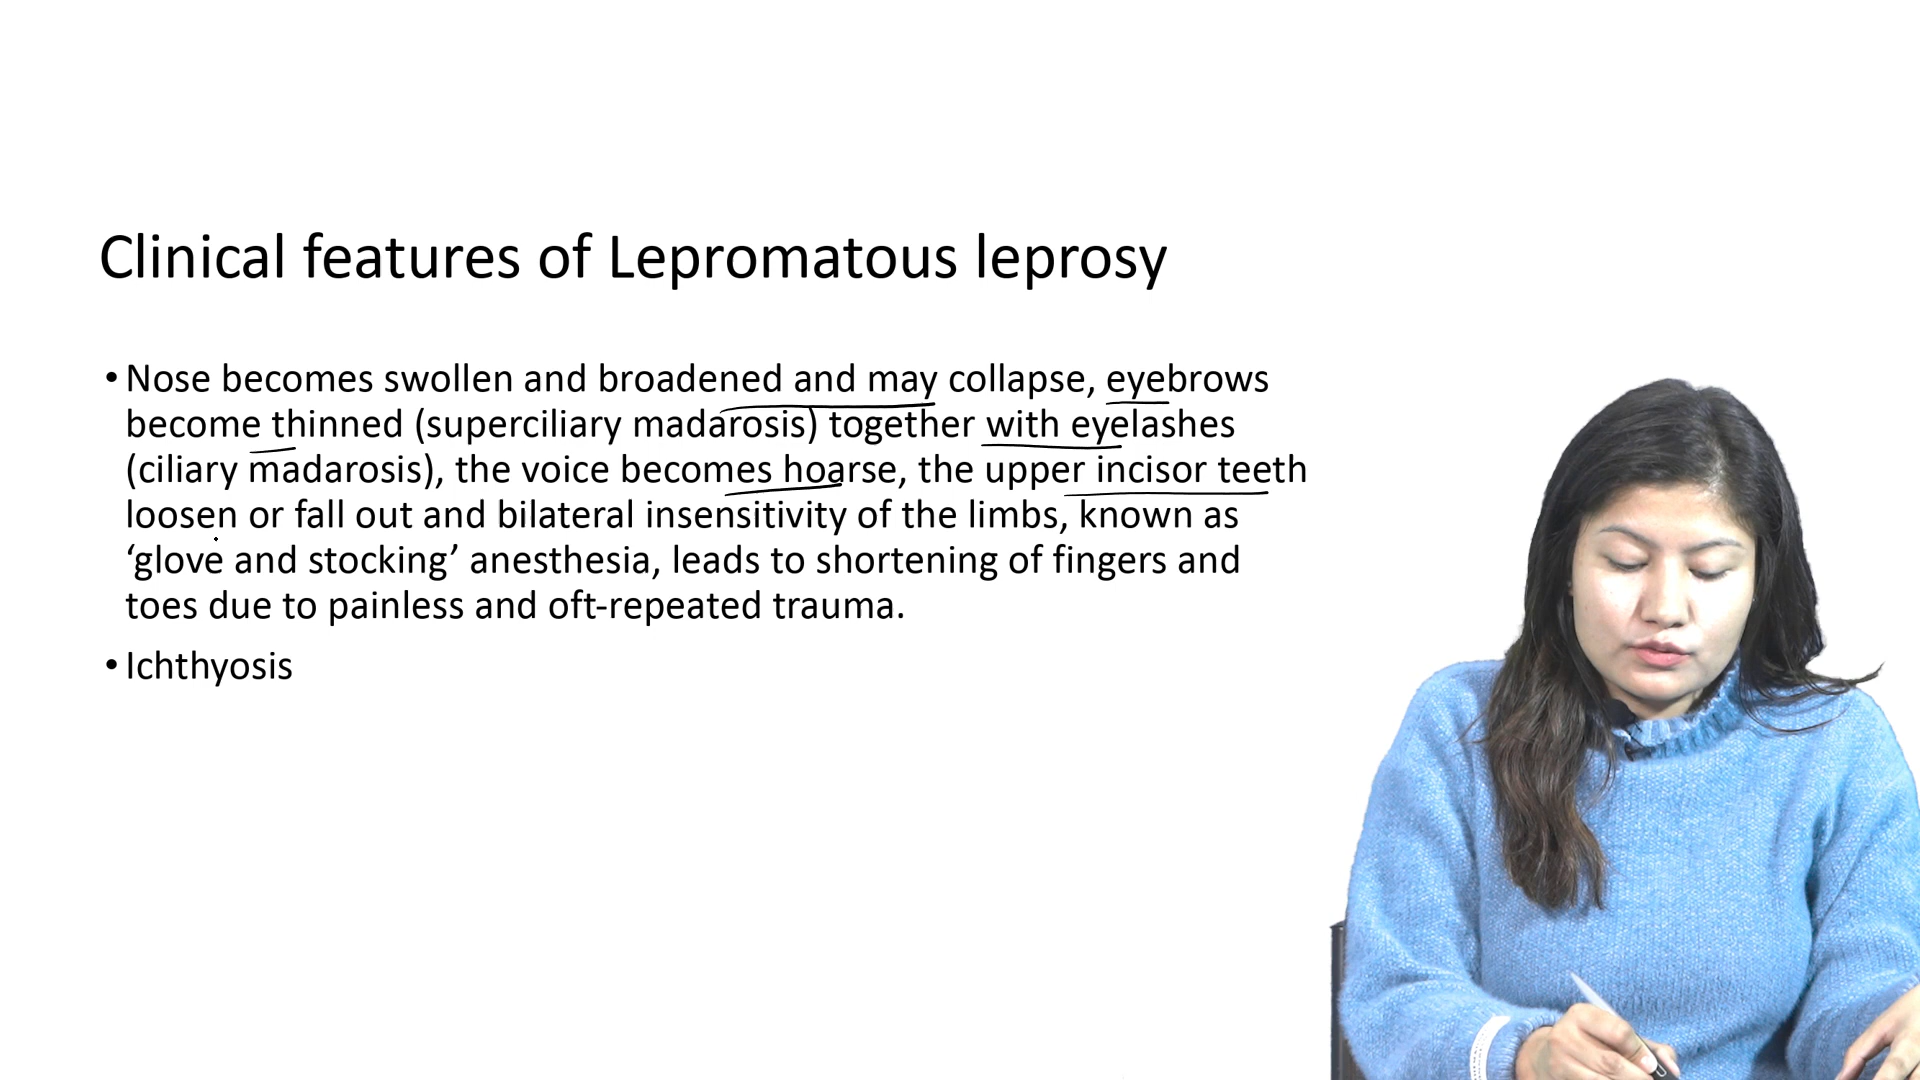 Clinical features of Lepromatous leprosy
•Nose becomes swollen and broadened and may collapse, eyebrows
become thinned (superciliary madarosis) together with eyelashes
(ciliary madarosis), the voice becomes hoarse, the upper incisor teeth
loosen or fall out and bilateral insensitivity of the limbs, known as
‘glove and stocking’ anesthesia, leads to shortening of fingers and
toes due to painless and oft-repeated trauma.
•Ichthyosis